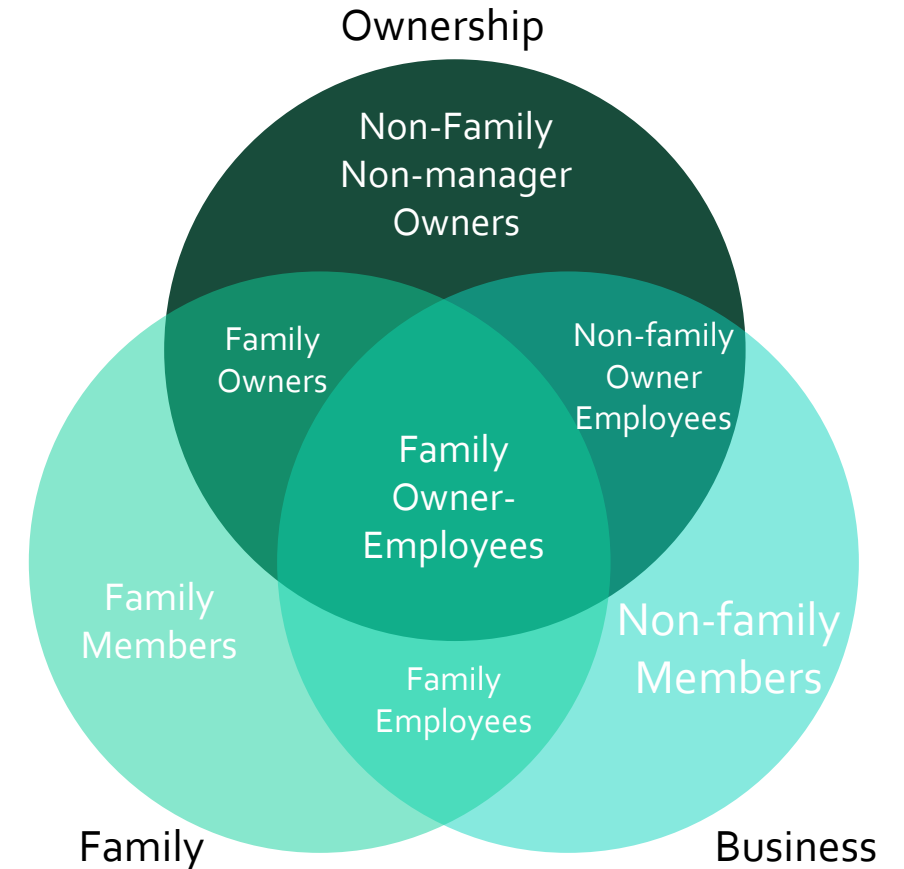 Ownership
Non-Family
Non-manager
Owners
Family
Owners
Non-family
Owner
Employees
Family
Owner-
Employees
Family
Members
Non-family
Members
Family
Employees
Family
Business